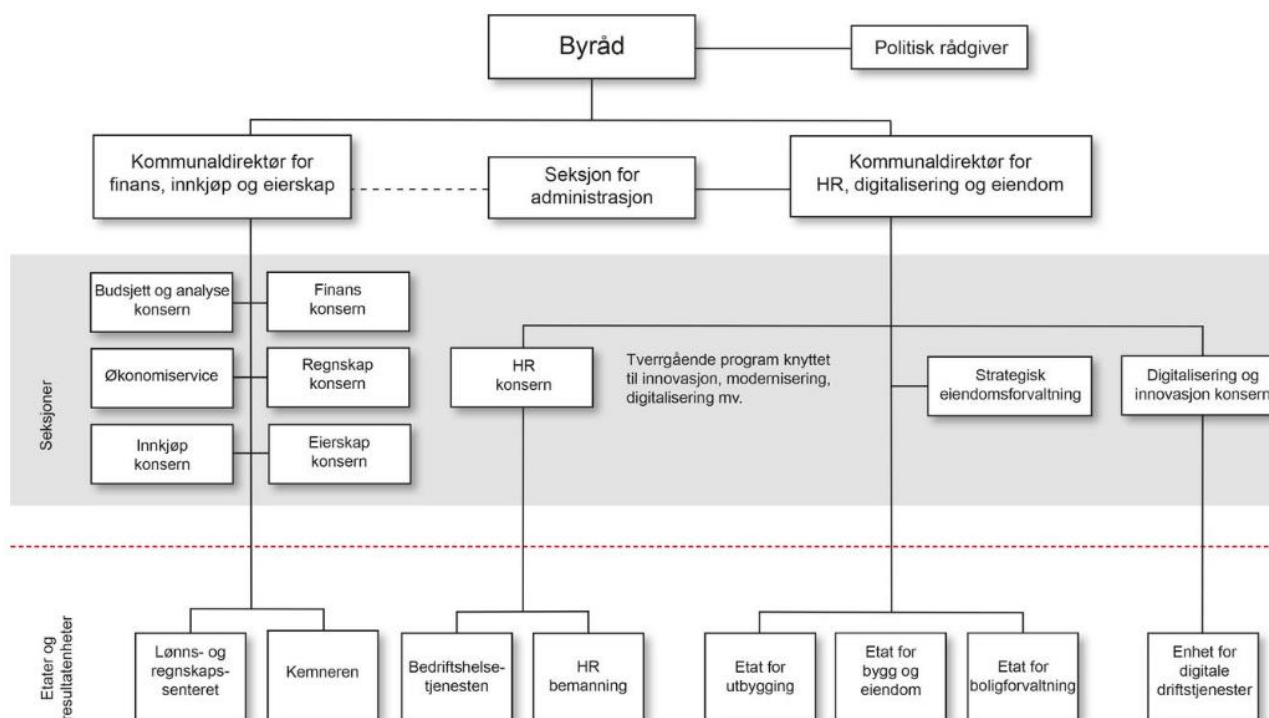 Byråd
Politisk rådgiver
Kommunaldirektør for
finans, innkjøp og eierskap
Seksjon for
administrasjon
Kommunaldirektør for
HR, digitalisering og eiendom
Seksjoner
Budsjett og analyse
konsern
Finans
konsern
Økonomiservice
Regnskap
konsern
Innkjøp
konsern
Eierskap
konsern
HR
konsern
Tverrgående program knyttet
til innovasjon, modernisering,
digitalisering mv.
Strategisk
eiendomsforvaltning
Digitalisering og
innovasjon konsern
Etater og
resultatenheter
Lønns- og
regnskaps-
senteret
Kemneren
Bedriftshelse-
tjenesten
HR
bemanning
Etat for
utbygging
Etat for
bygg og
eiendom
Etat for
boligforvaltning
Enhet for
digitale
driftstjenester